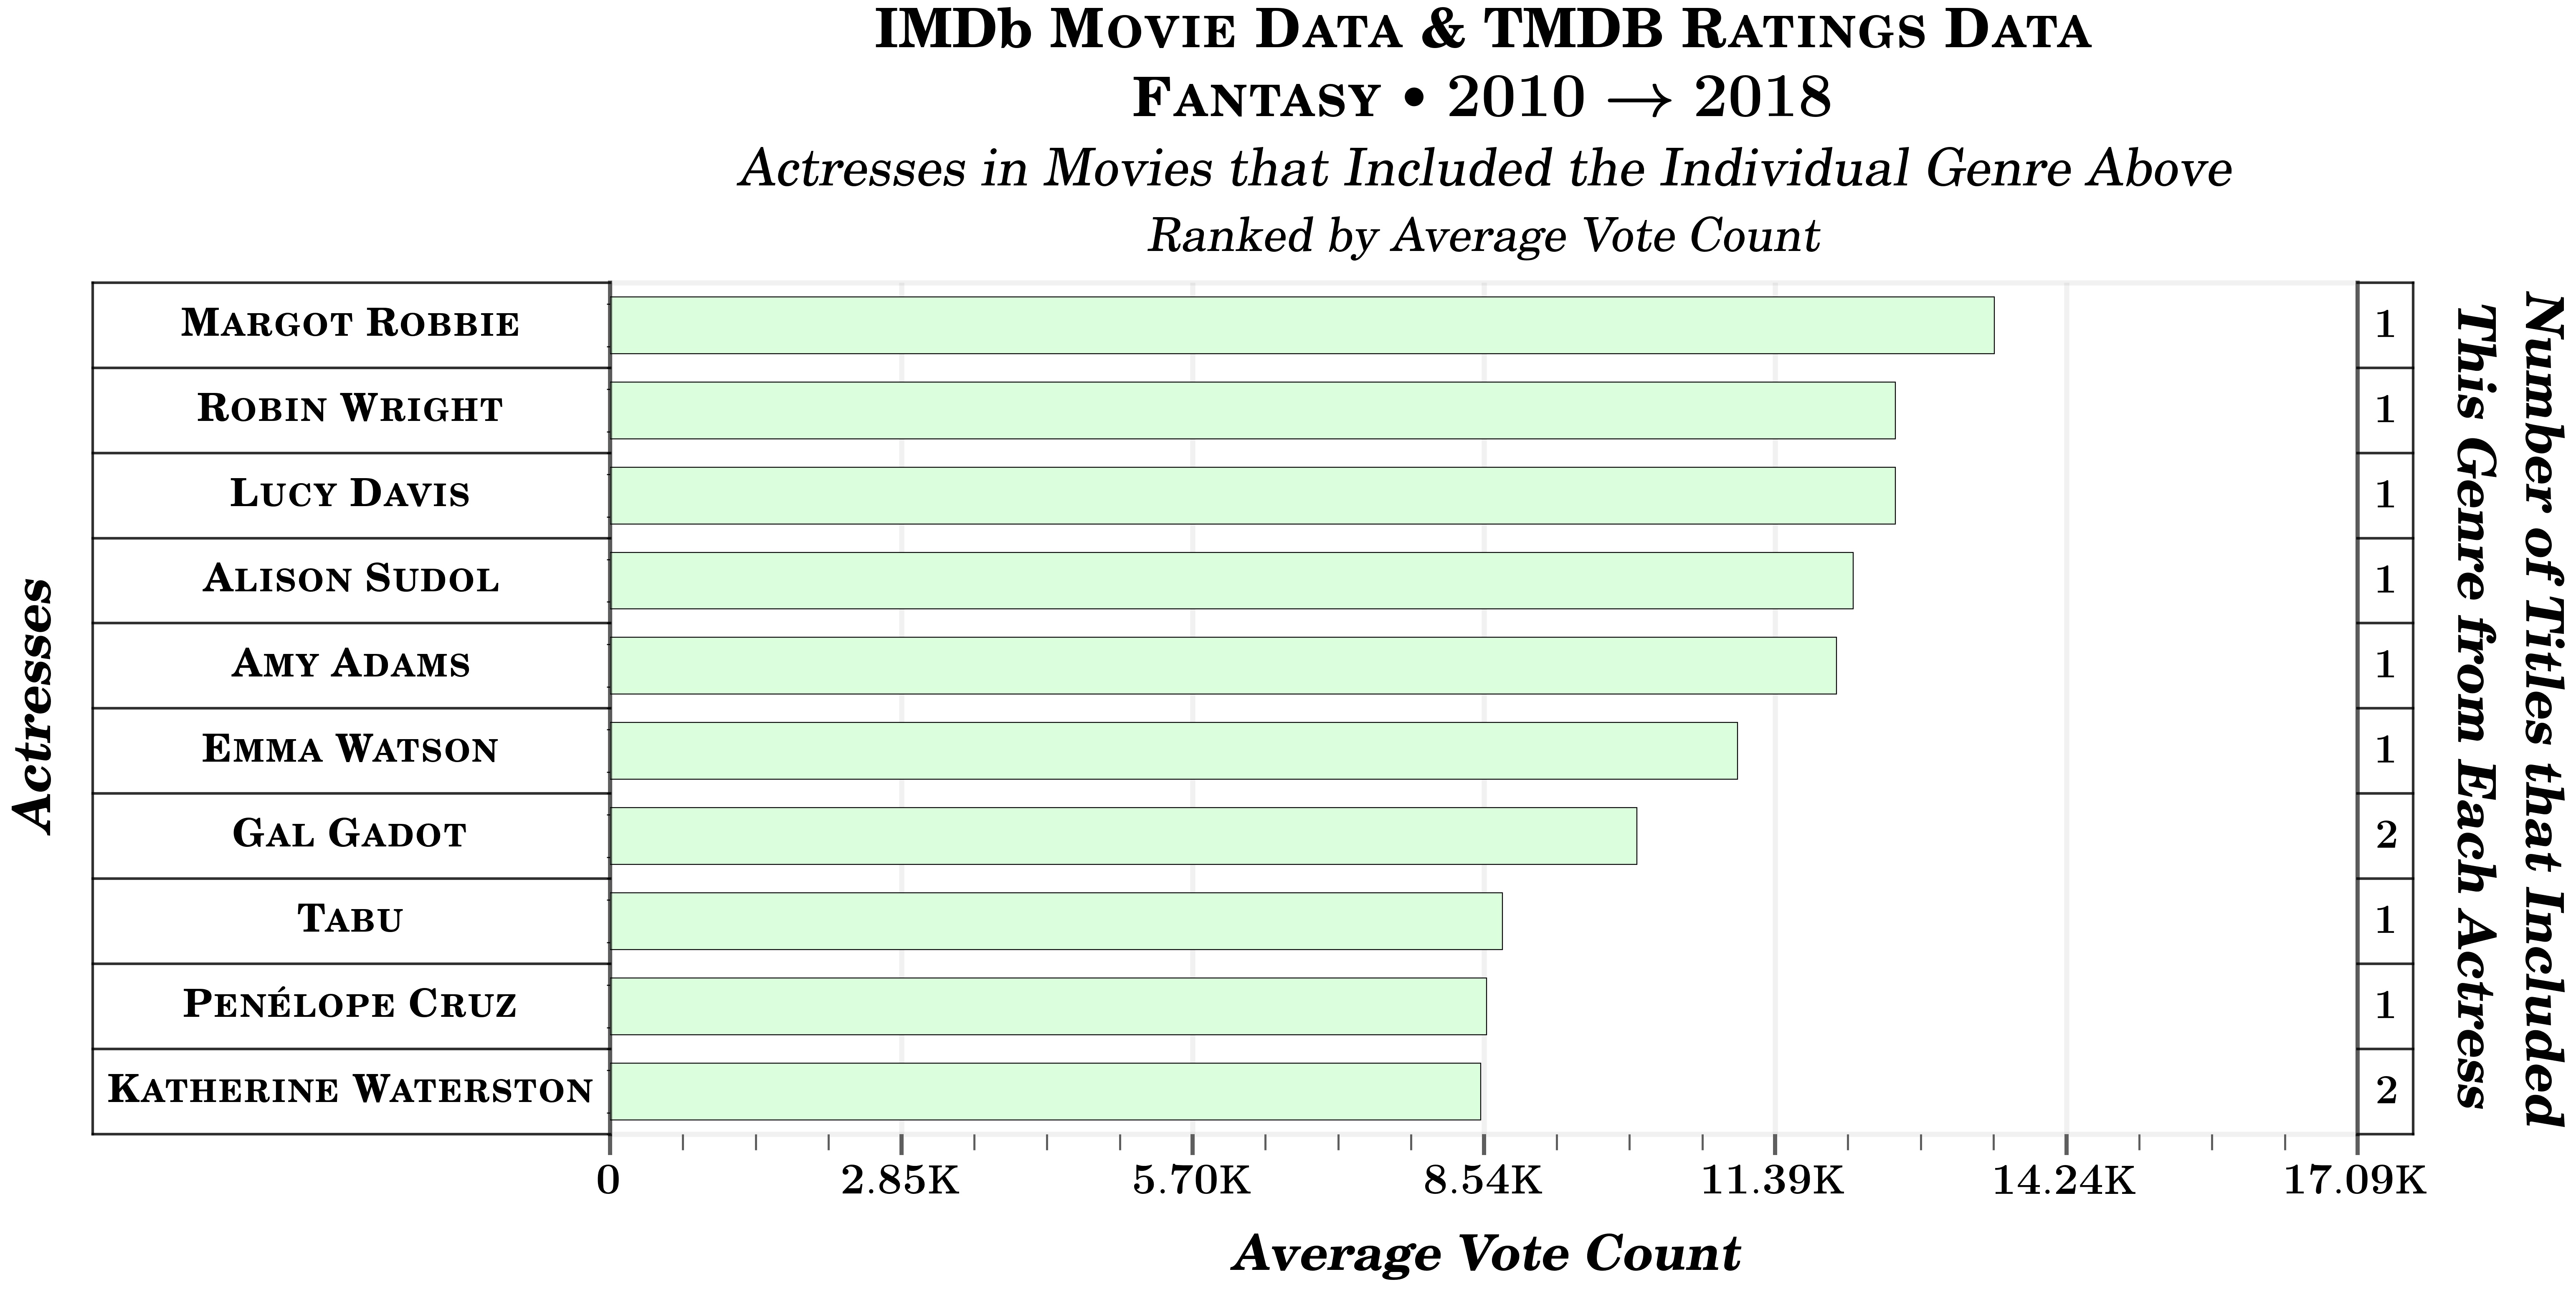 IMDb Movie Data & TMDB Ratings Data
Fantasy • 2010 → 2018
Actresses in Movies that Included the Individual Genre Above
Ranked by Average Vote Count
Actresses
Margot Robbie 1
Robin Wright 1
Lucy Davis 1
Alison Sudol 1
Amy Adams 1
Emma Watson 1
Gal Gadot 2
Tabu 1
Penélope Cruz 1
Katherine Waterston 2
0 2.85K 5.70K 8.54K 11.39K 14.24K 17.09K
Average Vote Count
Number of Titles that Included
This Genre from Each Actress